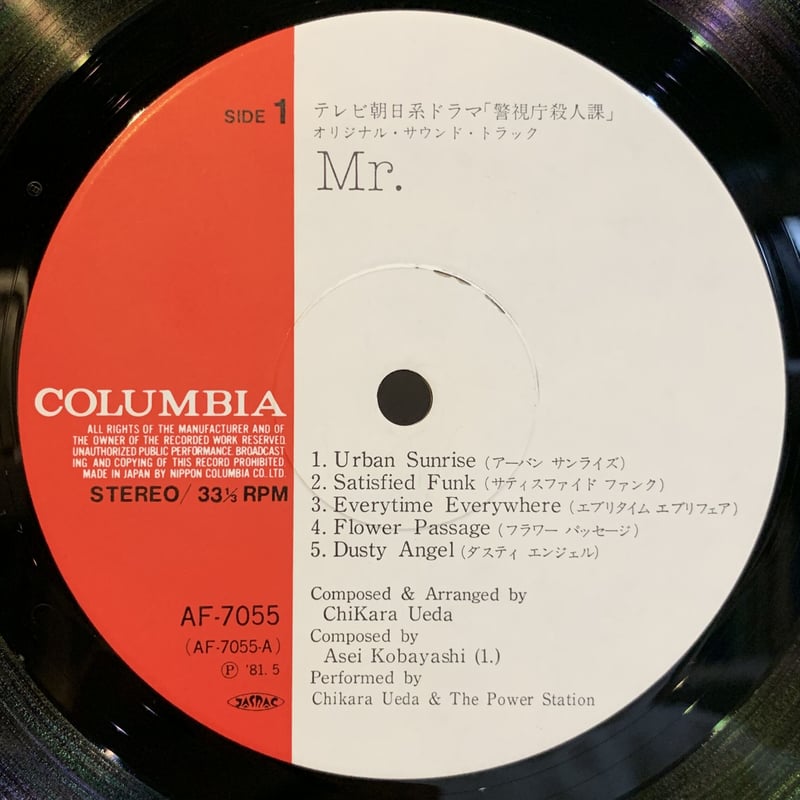 SIDE 1
テレビ朝日系ドラマ「警視庁殺人課」
オリジナル・サウンド・トラック
Mr.
COLUMBIA
ALL RIGHTS OF THE MANUFACTURER AND OF
THE OWNER OF THE RECORDED WORK RESERVED
UNAUTHORIZED PUBLIC PERFORMANCE. BROADCAST
ING AND COPYING OF THIS RECORD PROHIBITED.
MADE IN JAPAN BY NIPPON COLUMBIA CO. LTD.
STEREO/ 33⅓ RPM
AF-7055
(AF-7055-A)
Ⓟ '81. 5
JASRAC
1. Urban Sunrise (アーバン サンライズ)
2. Satisfied Funk (サティスファイド ファンク)
3. Everytime Everywhere (エブリタイム エブリフェア)
4. Flower Passage (フラワー パッセージ)
5. Dusty Angel (ダスティ エンジェル)
Composed & Arranged by
ChiKara Ueda
Composed by
Asei Kobayashi (1.)
Performed by
Chikara Ueda & The Power Station